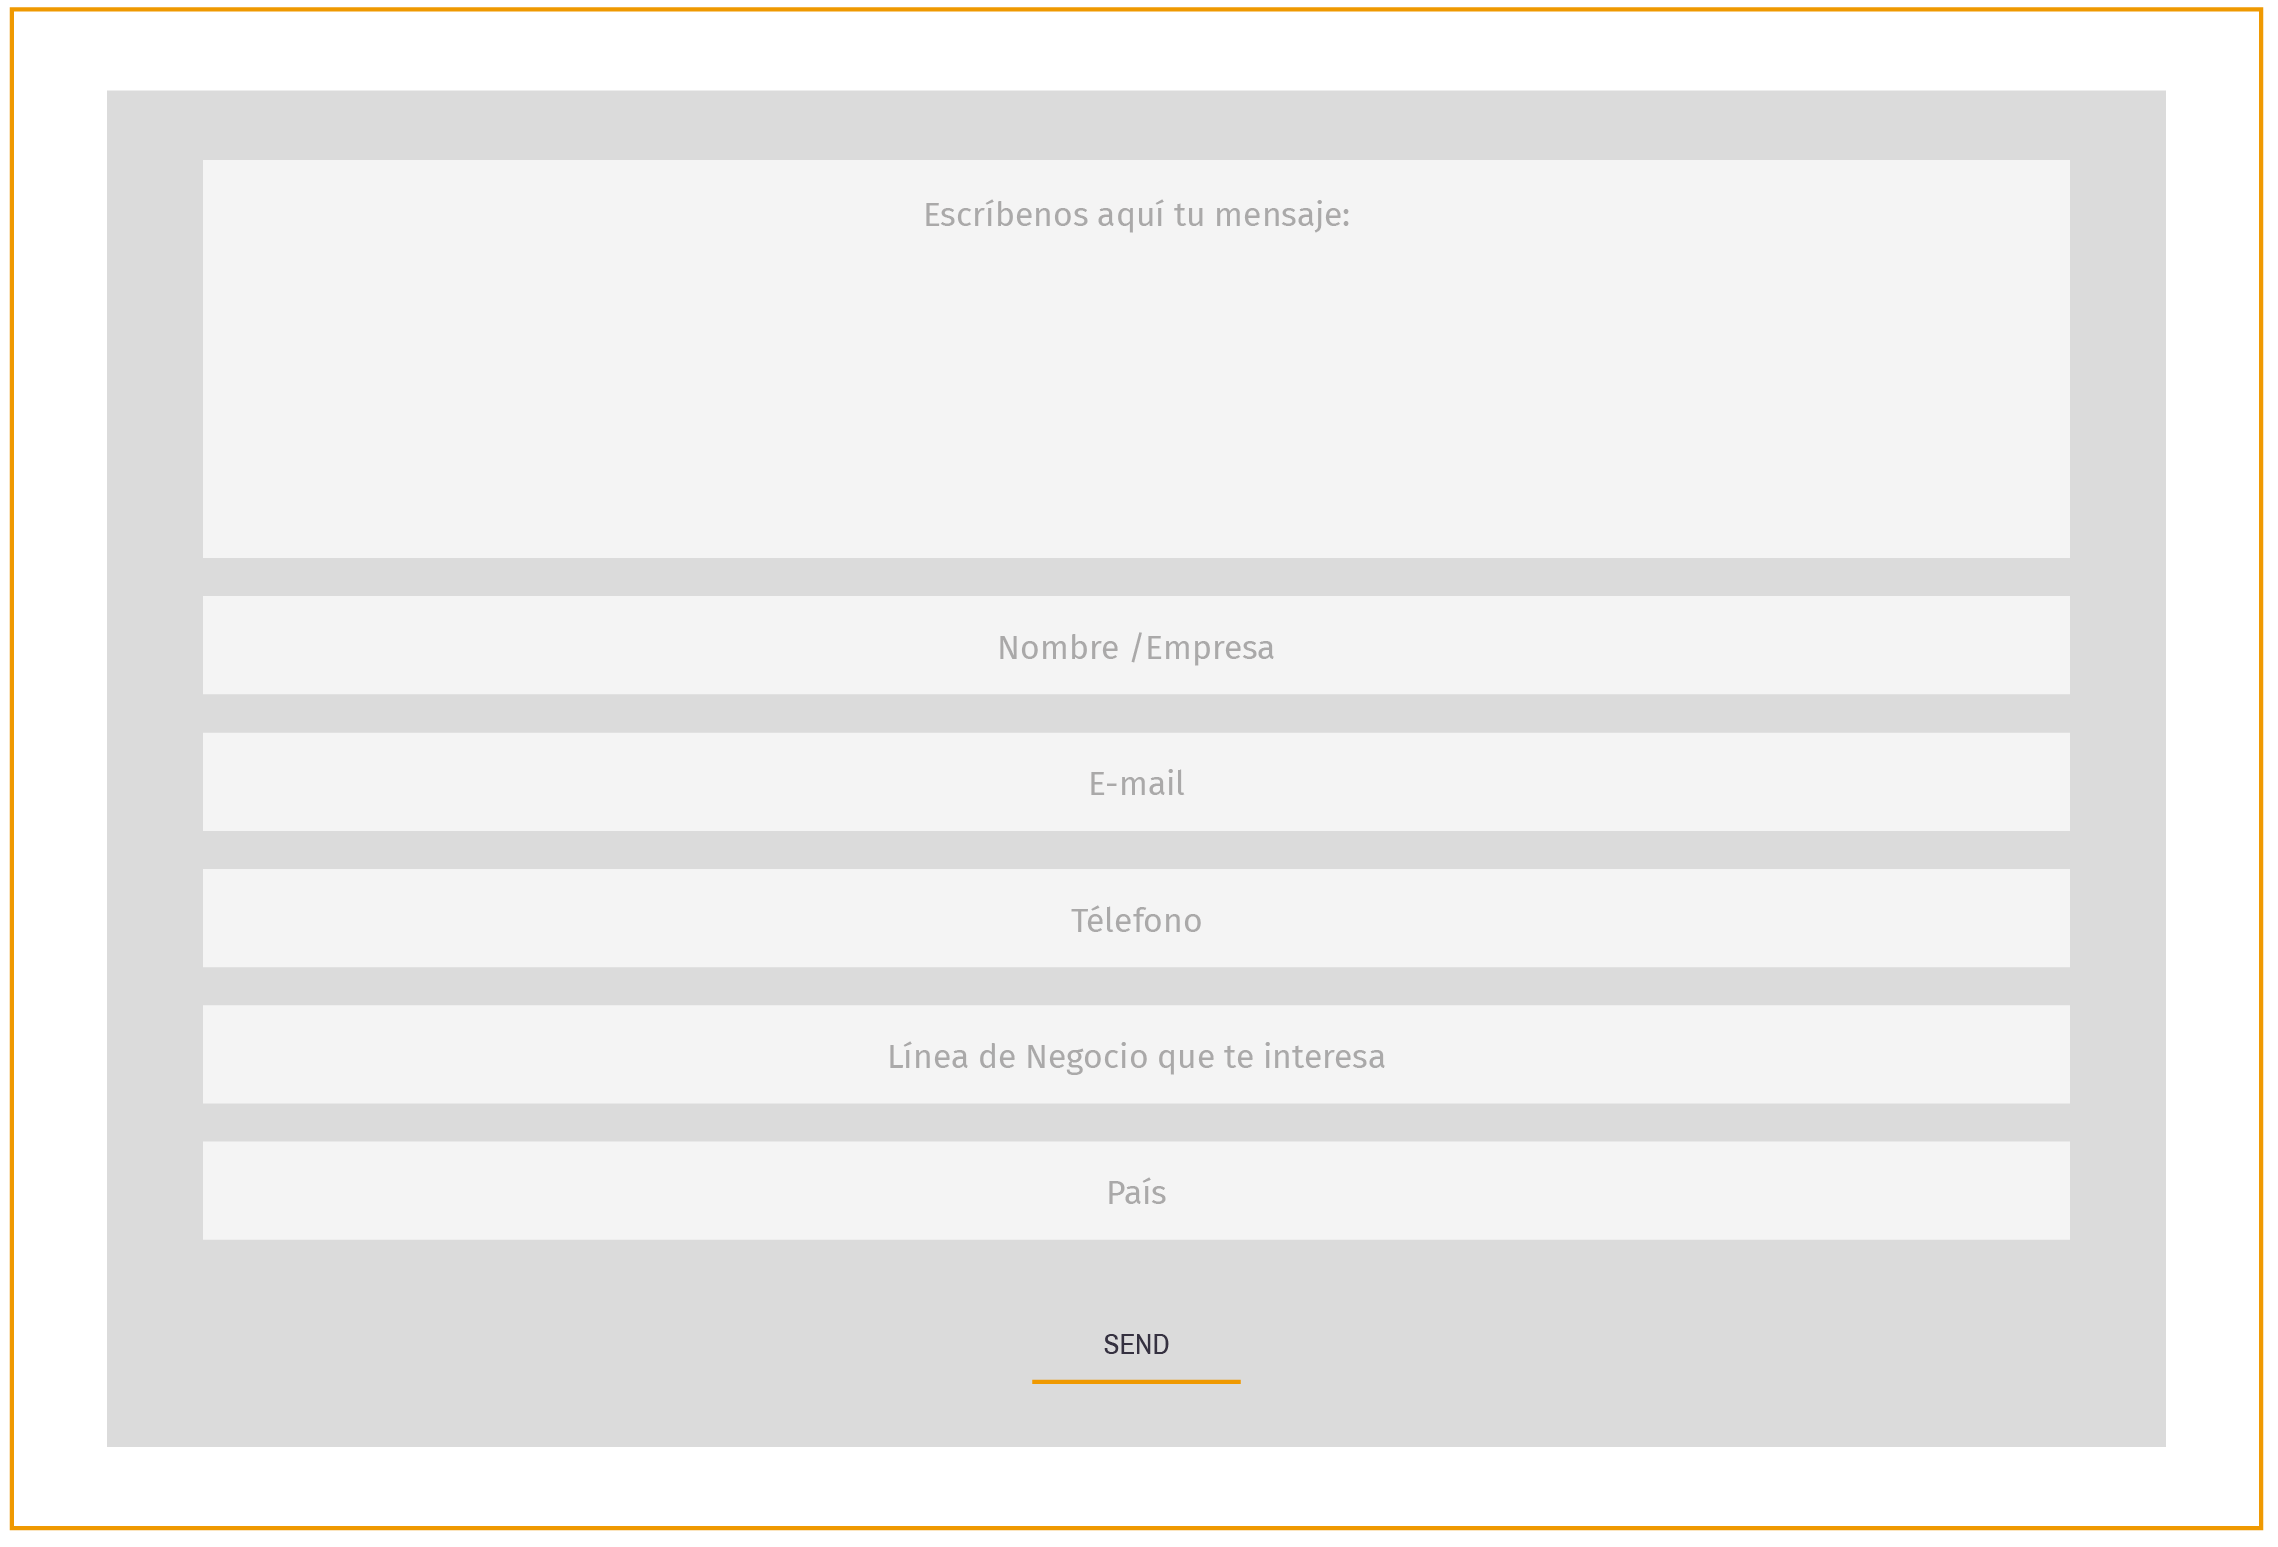 Escríbenos aquí tu mensaje:
Nombre /Empresa
E-mail
Télefono
Línea de Negocio que te interesa
País
SEND